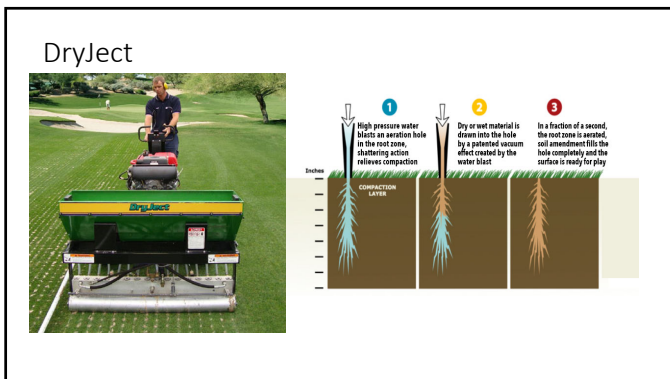 DryJect
DryJect
1
High pressure water
blasts an aeration hole
in the root zone,
shattering action
relieves compaction
2
Dry or wet material is
drawn into the hole
by a patented vacuum
effect created by the
water blast
3
In a fraction of a second,
the root zone is aerated,
soil amendment fills the
hole completely and the
surface is ready for play
Inches
COMPACTION
LAYER